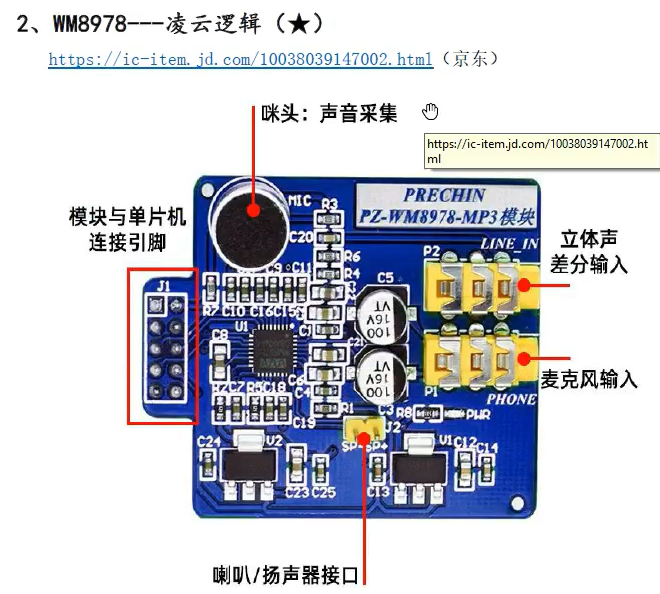 2、WM8978---凌云逻辑（★）
https://ic-item.jd.com/10038039147002.html（京东）
咪头：声音采集
https://ic-item.jd.com/10038039147002.ht
ml
模块与单片机
连接引脚
PRECHIN
PZ-WM8978-MP3模块
MIC
R3
C20
R6
R4
LINE_IN
P2
立体声
差分输入
J1
C9
C11
C5
R7
C10
C16
C15
U1
C1
100
16V
VT
C8
C21
C6
C4
100
16V
VT
麦克风输入
P1
PHONE
C7
R5
C18
R1
C3
R8
PWR
C19
J2
SP-
SP+
C24
U2
C23
C25
C13
U1
C12
C14
喇叭/扬声器接口